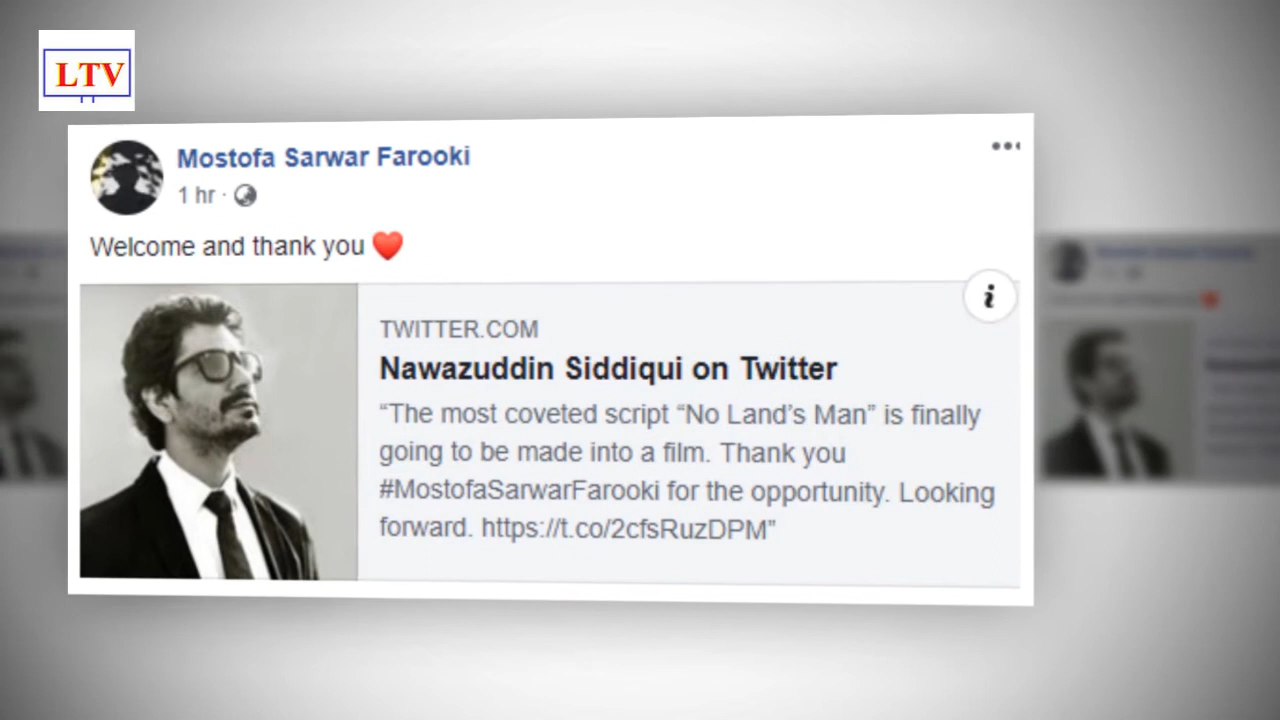 LTV
Mostofa Sarwar Farooki
1 hr ·
Welcome and thank you ❤️
TWITTER.COM
Nawazuddin Siddiqui on Twitter
“The most coveted script “No Land’s Man” is finally
going to be made into a film. Thank you
#MostofaSarwarFarooki for the opportunity. Looking
forward. https://t.co/2cfsRuzDPM”